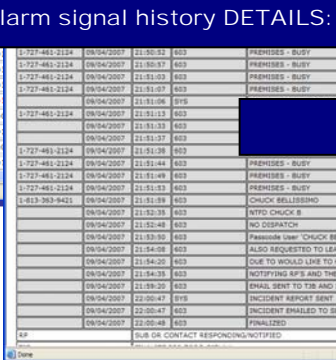 larm signal history DETAILS:
1-727-461-2124 09/04/2007 21:50:52 603 PREMISES - BUSY
1-727-461-2124 09/04/2007 21:50:57 603 PREMISES - BUSY
1-727-461-2124 09/04/2007 21:51:03 603 PREMISES - BUSY
1-727-461-2124 09/04/2007 21:51:07 603 PREMISES - BUSY
09/04/2007 21:51:06 SYS
1-727-461-2124 09/04/2007 21:51:13 603
09/04/2007 21:51:33 603
09/04/2007 21:51:37 603
1-727-461-2124 09/04/2007 21:51:38 603
1-727-461-2124 09/04/2007 21:51:44 603 PREMISES - BUSY
1-727-461-2124 09/04/2007 21:51:49 603 PREMISES - BUSY
1-727-461-2124 09/04/2007 21:51:53 603 PREMISES - BUSY
1-613-363-9421 09/04/2007 21:51:59 603 CHUCK BELLISSIMO
09/04/2007 21:52:35 603 NTFD CHUCK B
09/04/2007 21:52:48 603 NO DISPATCH
09/04/2007 21:53:50 603 Passcode User 'CHUCK BE
09/04/2007 21:54:08 603 ALSO REQUESTED TO LEA
09/04/2007 21:54:20 603 DUE TO WOULD LIKE TO
09/04/2007 21:54:35 603 NOTIFYING RP'S AND THE
09/04/2007 21:59:20 603 EMAIL SENT TO TJB AND
09/04/2007 22:00:47 SYS INCIDENT REPORT SENT
09/04/2007 22:00:47 SYS INCIDENT EMAILED TO S
09/04/2007 22:00:48 603 FINALIZED
RP SUB OR CONTACT RESPONDING/NOTIFIED
Done